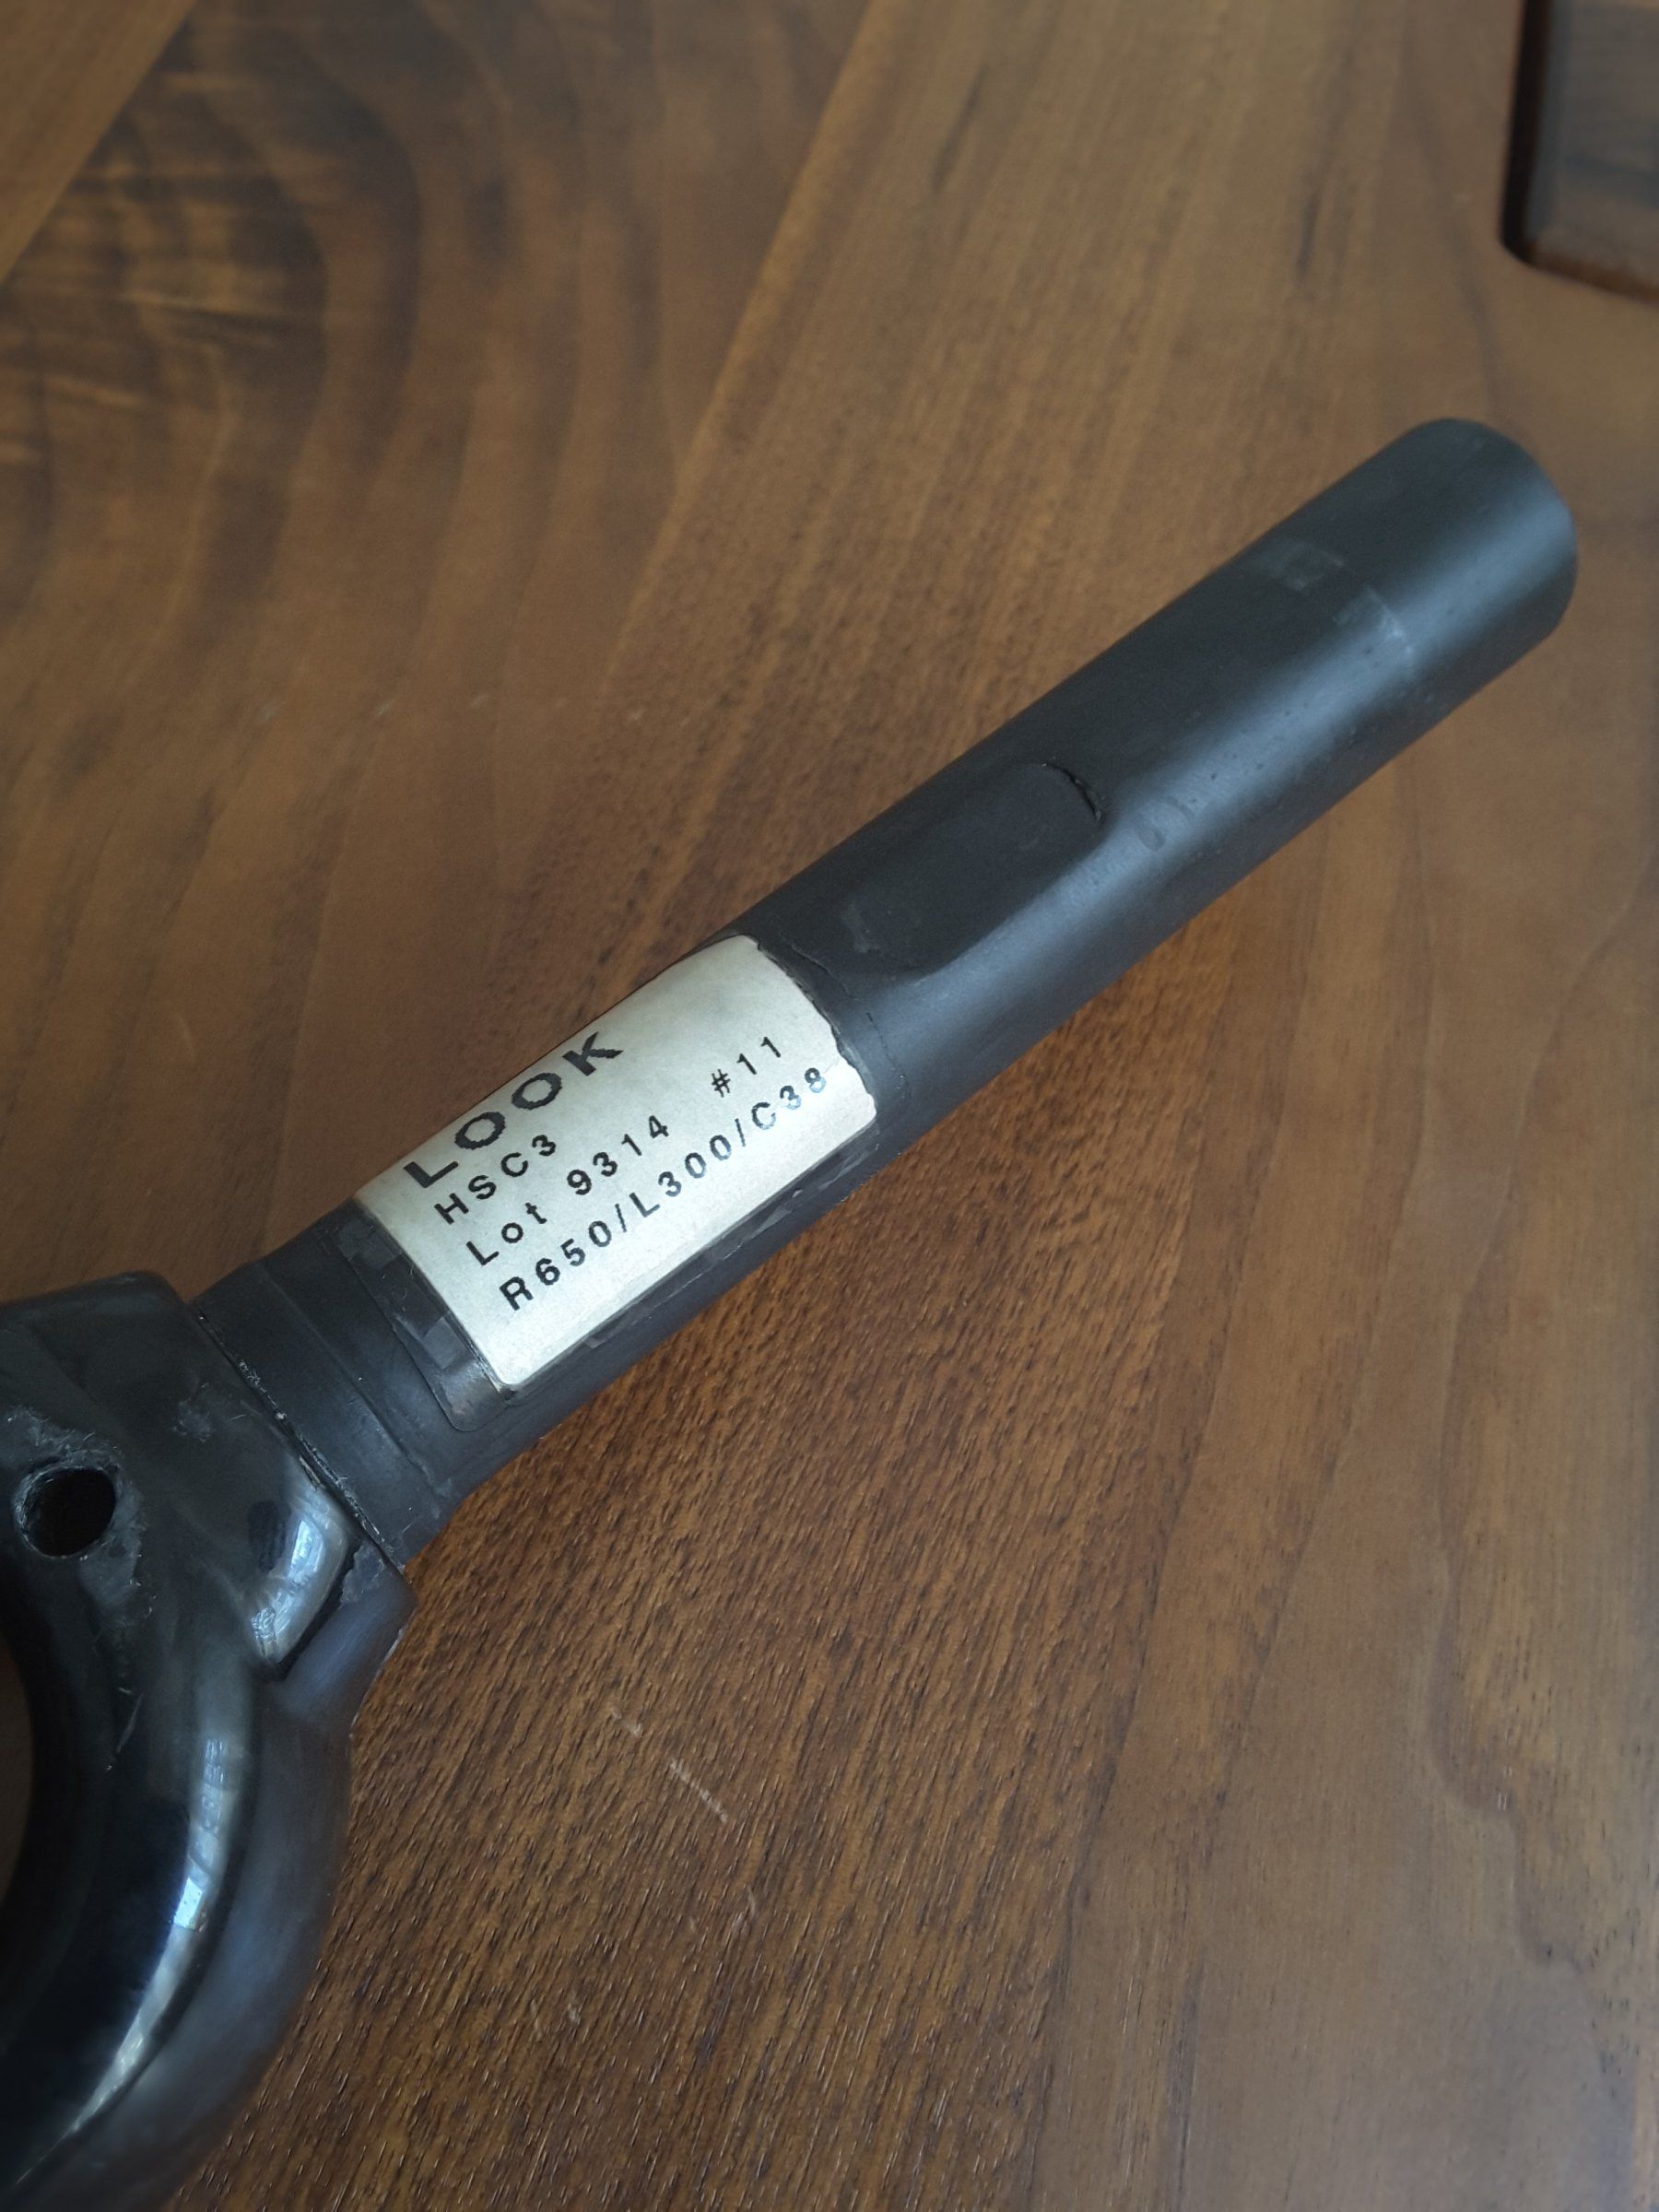 LOOK
HSC3
Lot 9314 #11
R650/L300/C38